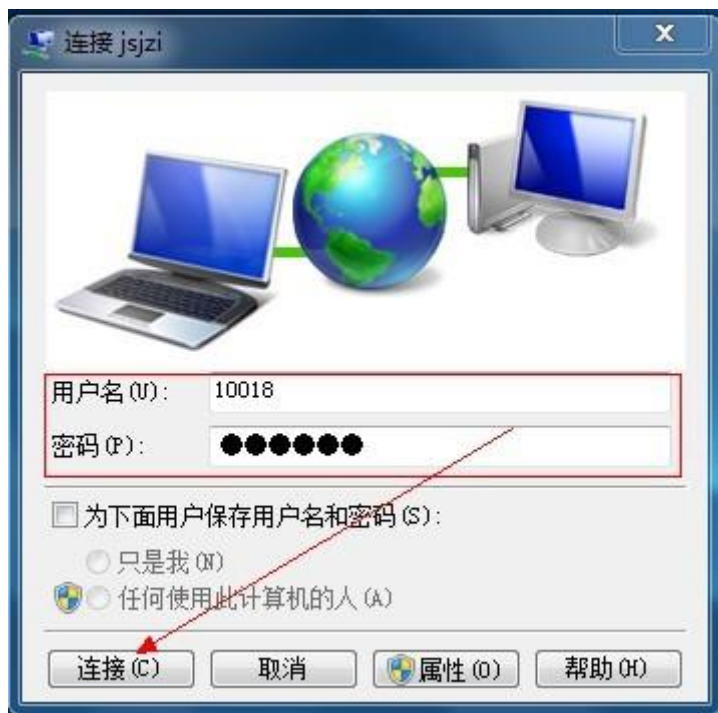 连接 jsjzi
用户名(U): 10018
密码(P): ●●●●●●
为下面用户保存用户名和密码(S):
只是我(N)
任何使用此计算机的人(A)
连接(C) 取消 属性(O) 帮助(H)